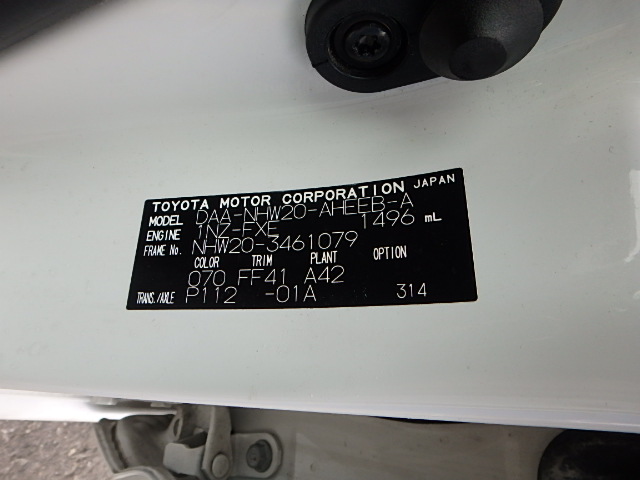 TOYOTA MOTOR CORPORATION JAPAN
MODEL DAA-NHW20-AHEEB-A
ENGINE 1NZ-FXE 1496 mL
FRAME No. NHW20-3461079
COLOR TRIM PLANT OPTION
070 FF41 A42
TRANS./AXLE P112 -01A 314